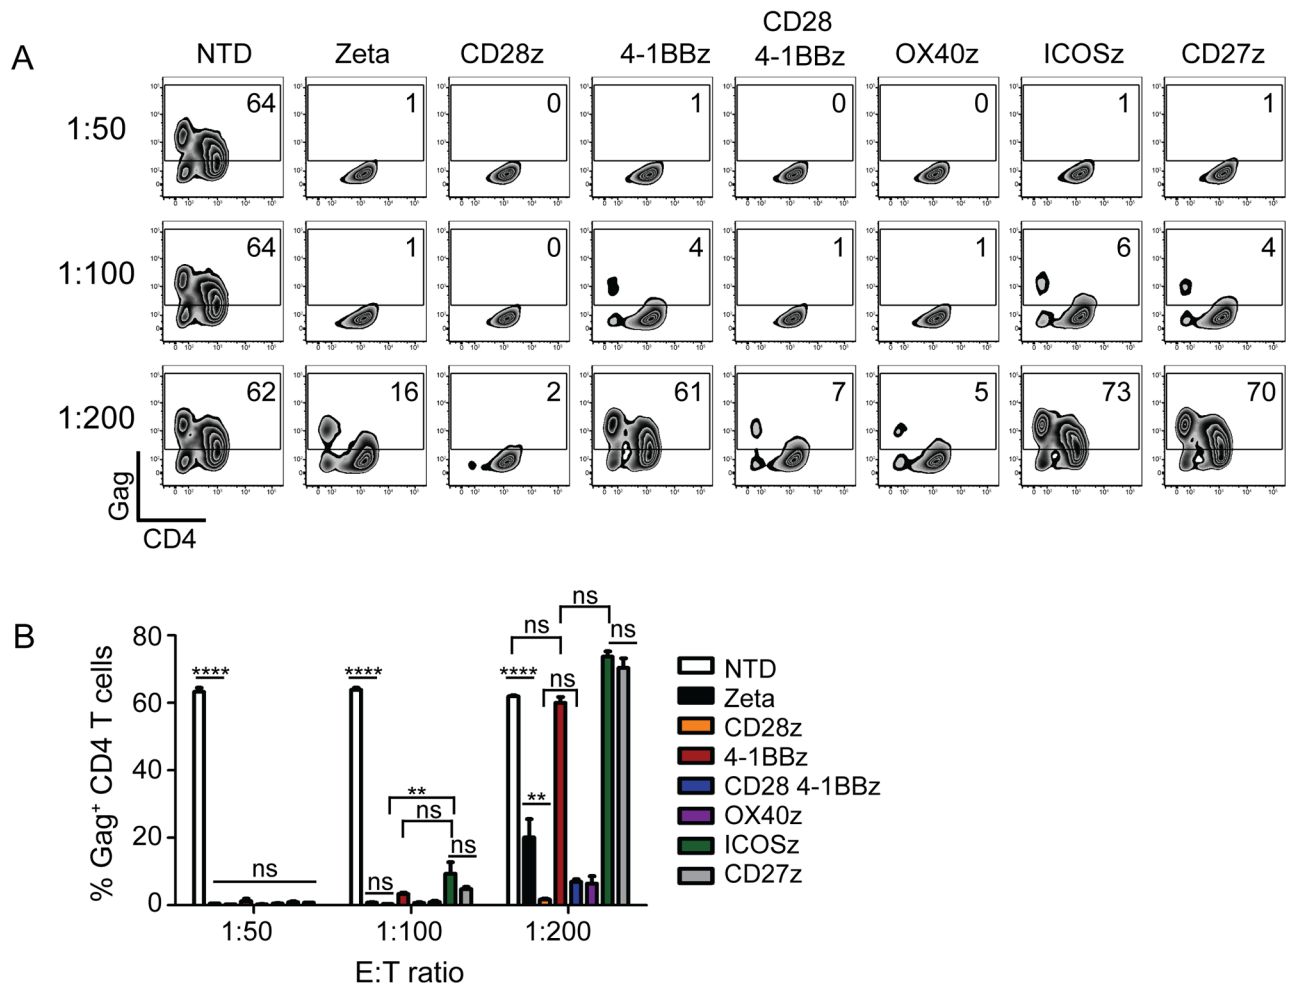 A
NTD Zeta CD28z 4-1BBz CD28 4-1BBz OX40z ICOSz CD27z
1:50 64 1 0 1 0 0 1 1
1:100 64 1 0 4 1 1 6 4
1:200 62 16 2 61 7 5 73 70
Gag
CD4
B
% Gag⁺ CD4 T cells
80
60
40
20
0
**** ns
**** ns ** ns ns
**** ** ns ns ns ns
1:50 1:100 1:200
E:T ratio
NTD
Zeta
CD28z
4-1BBz
CD28 4-1BBz
OX40z
ICOSz
CD27z